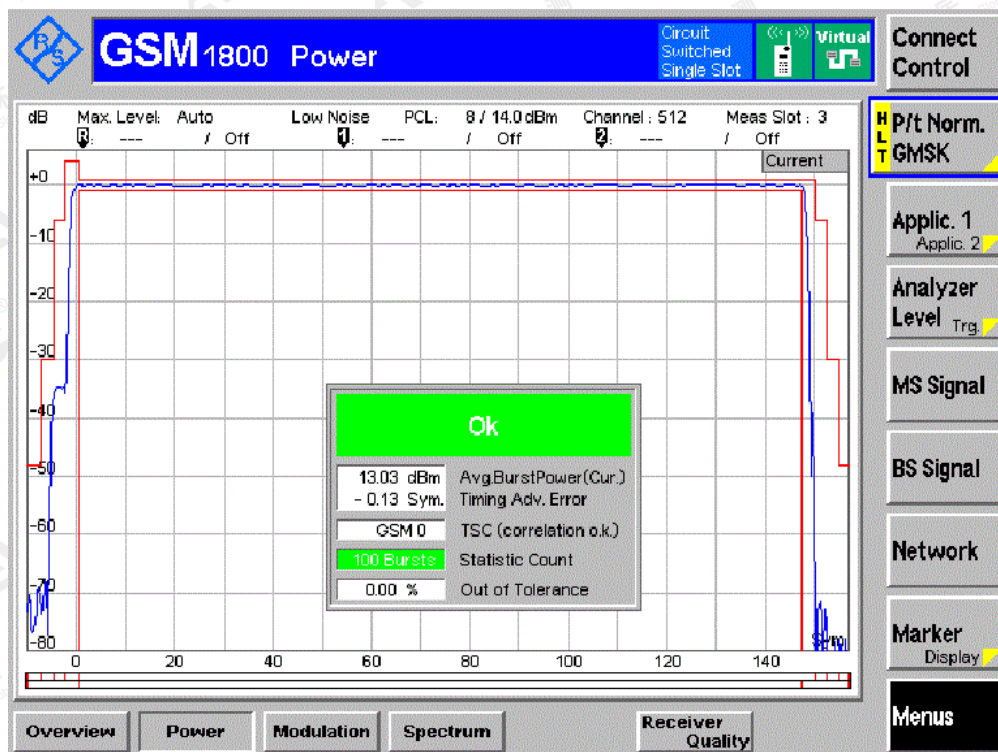 R S
GSM 1800 Power
Circuit Switched Single Slot
Virtual
Connect Control
dB Max. Level: Auto Low Noise PCL: 8 / 14.0 dBm Channel : 512 Meas Slot : 3
R: --- / Off 1: --- / Off 2: --- / Off
Current
+0
-10
-20
-30
-40
-50
-60
-70
-80
Sym
0 20 40 60 80 100 120 140
Ok
13.03 dBm Avg.BurstPower(Cur.)
- 0.13 Sym. Timing Adv. Error
GSM 0 TSC (correlation o.k.)
100 Bursts Statistic Count
0.00 % Out of Tolerance
HLT
P/t Norm.
GMSK
Applic. 1
Applic. 2
Analyzer
Level Trg.
MS Signal
BS Signal
Network
Marker
Display
Menus
Overview Power Modulation Spectrum Receiver Quality